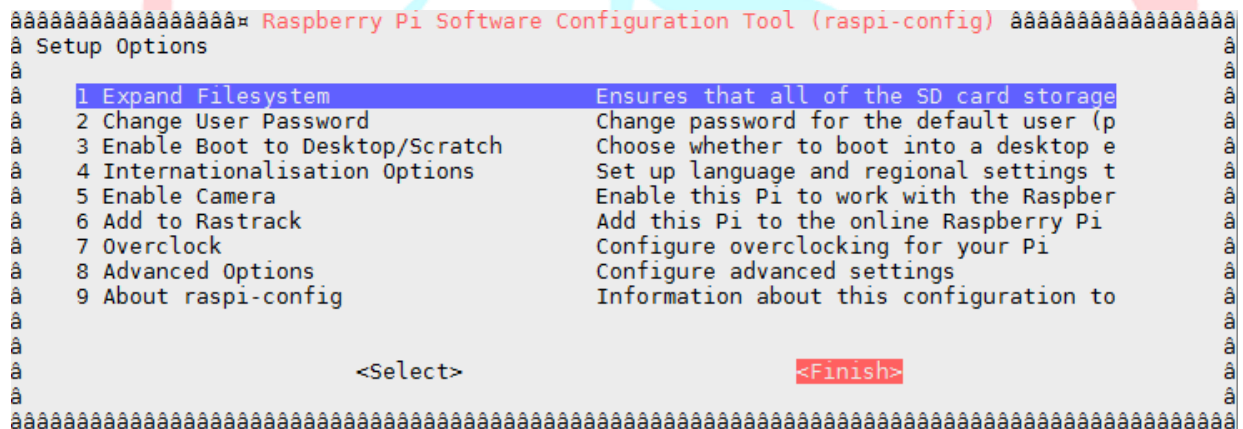 âââââââââââââââââ¤ Raspberry Pi Software Configuration Tool (raspi-config) âââââââââââââââââ
â Setup Options â
â â
â 1 Expand Filesystem Ensures that all of the SD card storage â
â 2 Change User Password Change password for the default user (p â
â 3 Enable Boot to Desktop/Scratch Choose whether to boot into a desktop e â
â 4 Internationalisation Options Set up language and regional settings t â
â 5 Enable Camera Enable this Pi to work with the Raspber â
â 6 Add to Rastrack Add this Pi to the online Raspberry Pi â
â 7 Overclock Configure overclocking for your Pi â
â 8 Advanced Options Configure advanced settings â
â 9 About raspi-config Information about this configuration to â
â â
â â
â <Select> <Finish> â
â â
ââââââââââââââââââââââââââââââââââââââââââââââââââââââââââââââââââââââââââââââââââââââââââââ